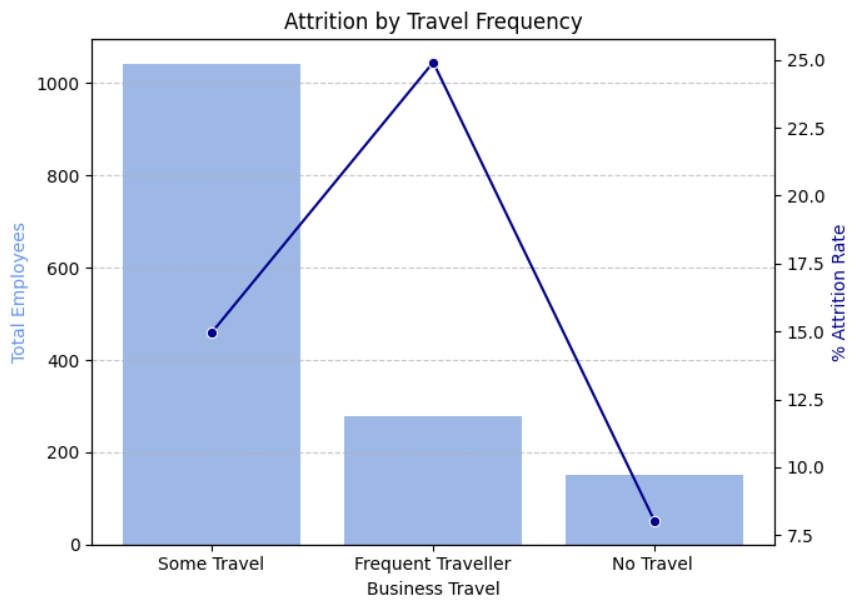 Attrition by Travel Frequency
Total Employees
1000
800
600
400
200
0
25.0
22.5
20.0
17.5
15.0
12.5
10.0
7.5
% Attrition Rate
Some Travel
Frequent Traveller
No Travel
Business Travel